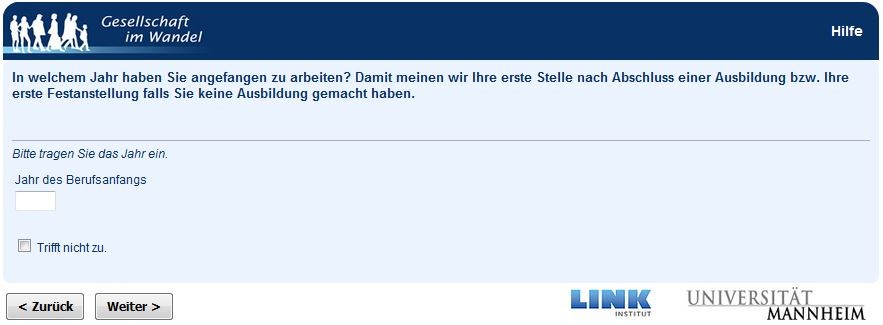 Gesellschaft
im Wandel
Hilfe
In welchem Jahr haben Sie angefangen zu arbeiten? Damit meinen wir Ihre erste Stelle nach Abschluss einer Ausbildung bzw. Ihre
erste Festanstellung falls Sie keine Ausbildung gemacht haben.
Bitte tragen Sie das Jahr ein.
Jahr des Berufsanfangs
Trifft nicht zu.
< Zurück
Weiter >
LINK
INSTITUT
UNIVERSITÄT
MANNHEIM